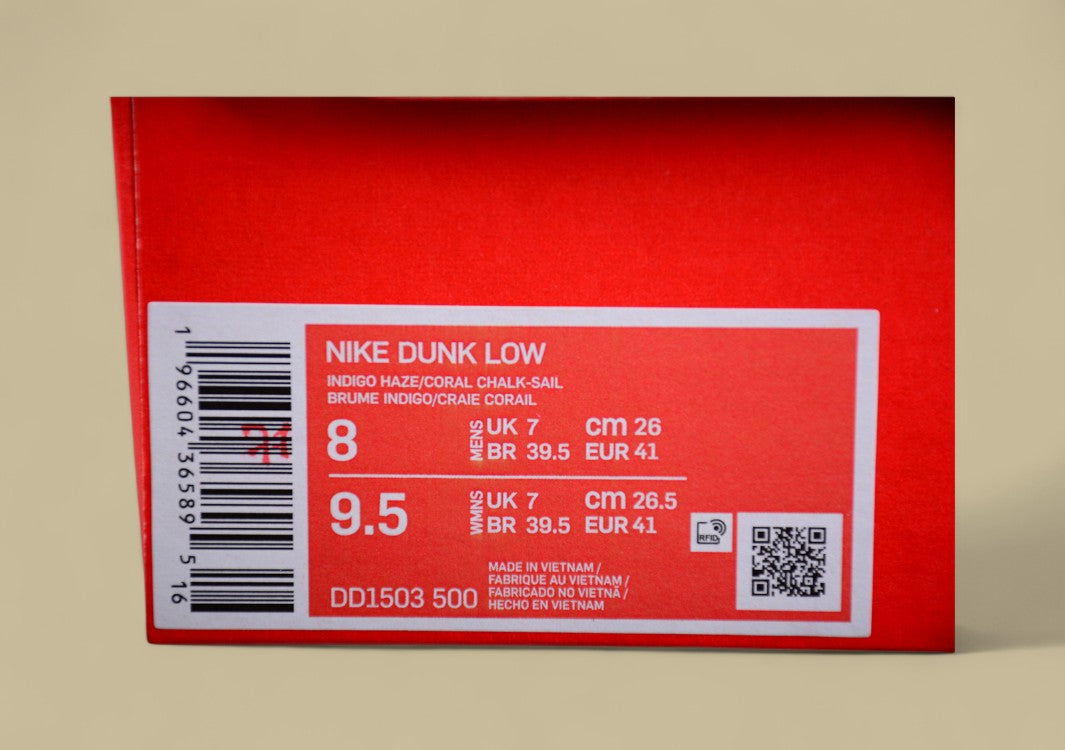 NIKE DUNK LOW
INDIGO HAZE/CORAL CHALK-SAIL
BRUME INDIGO/CRAIE CORAIL
8 MENS UK 7 cm 26
BR 39.5 EUR 41
9.5 WMNS UK 7 cm 26.5
BR 39.5 EUR 41
RFID
MADE IN VIETNAM /
FABRIQUE AU VIETNAM /
FABRICADO NO VIETNÃ /
HECHO EN VIETNAM
DD1503 500
1 96604 36589 5 16